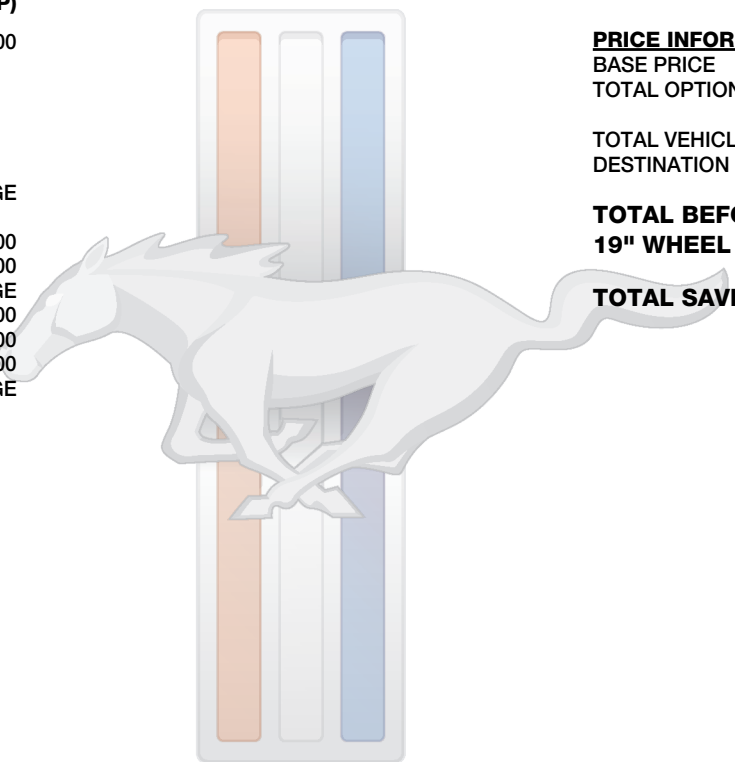 P)
00
GE
00
00
GE
00
00
00
GE
PRICE INFOR
BASE PRICE
TOTAL OPTION
TOTAL VEHICL
DESTINATION
TOTAL BEFO
19" WHEEL
TOTAL SAVI